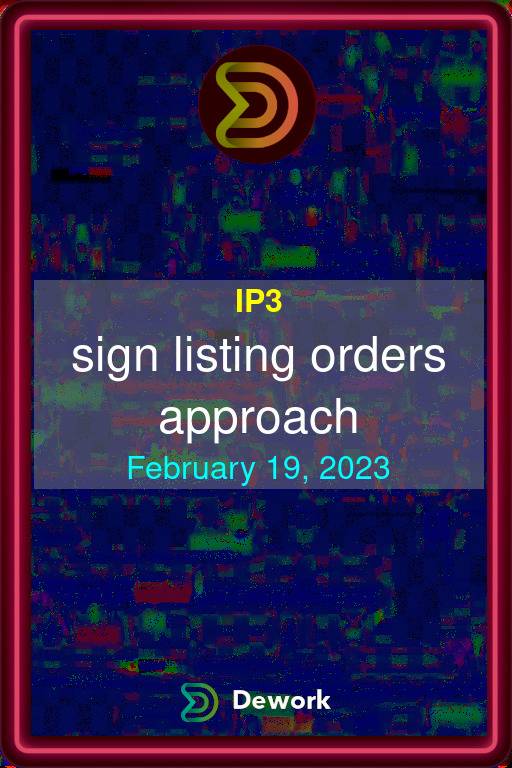 IP3
sign listing orders
approach
February 19, 2023
Dework